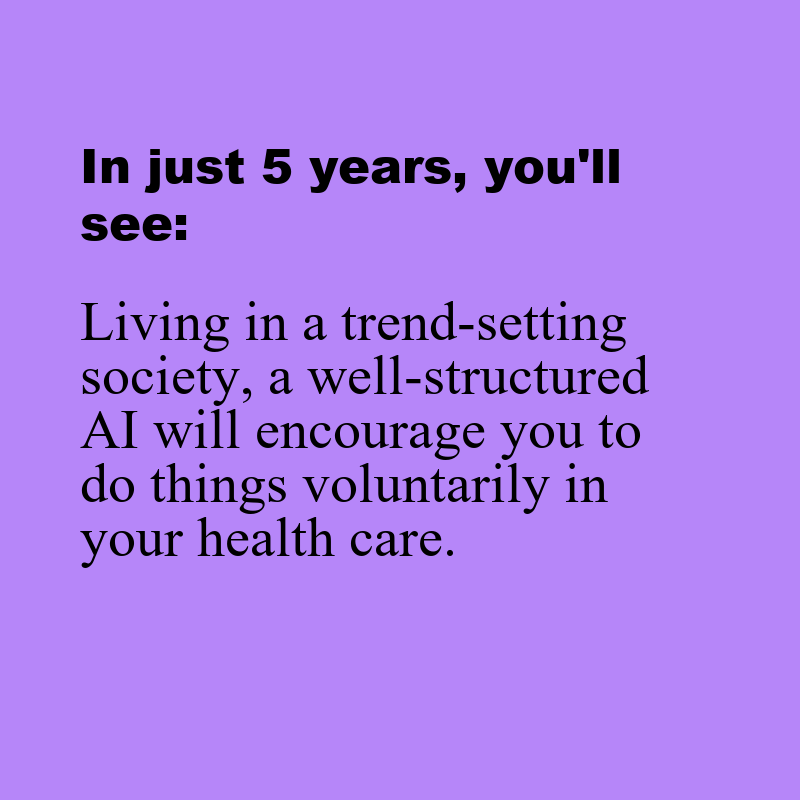 In just 5 years, you'll
see:
Living in a trend-setting
society, a well-structured
AI will encourage you to
do things voluntarily in
your health care.